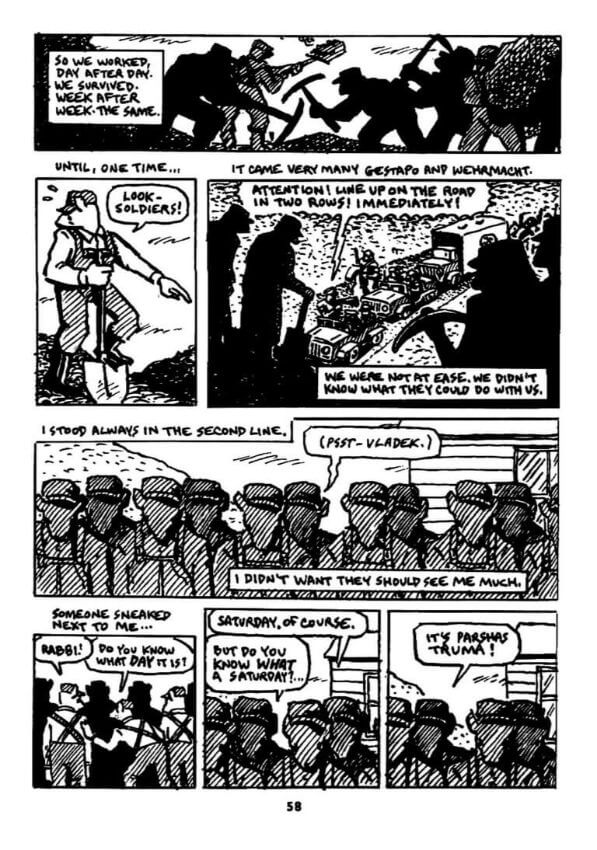 SO WE WORKED,
DAY AFTER DAY.
WE SURVIVED.
WEEK AFTER
WEEK. THE SAME.
UNTIL, ONE TIME...
LOOK-
SOLDIERS!
IT CAME VERY MANY GESTAPO AND WEHRMACHT.
ATTENTION! LINE UP ON THE ROAD
IN TWO ROWS! IMMEDIATELY!
WE WERE NOT AT EASE. WE DIDN'T
KNOW WHAT THEY COULD DO WITH US.
I STOOD ALWAYS IN THE SECOND LINE.
(PSST-VLADEK.)
I DIDN'T WANT THEY SHOULD SEE ME MUCH.
SOMEONE SNEAKED
NEXT TO ME...
RABBI!
DO YOU KNOW
WHAT DAY IT IS?
SATURDAY, OF COURSE.
BUT DO YOU
KNOW WHAT
A SATURDAY?...
IT'S PARSHAS
TRUMA!
58